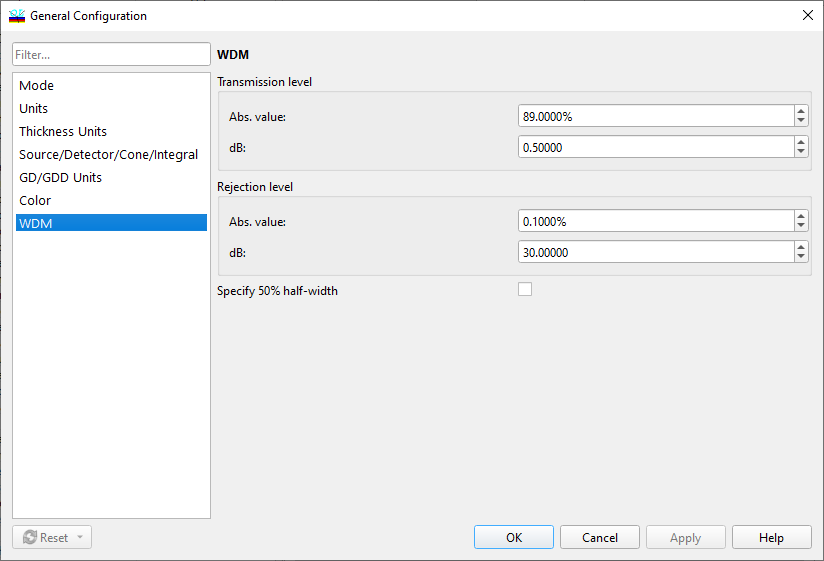 General Configuration
Filter...
Mode
Units
Thickness Units
Source/Detector/Cone/Integral
GD/GDD Units
Color
WDM
WDM
Transmission level
Abs. value: 89.0000%
dB: 0.50000
Rejection level
Abs. value: 0.1000%
dB: 30.00000
Specify 50% half-width
Reset OK Cancel Apply Help